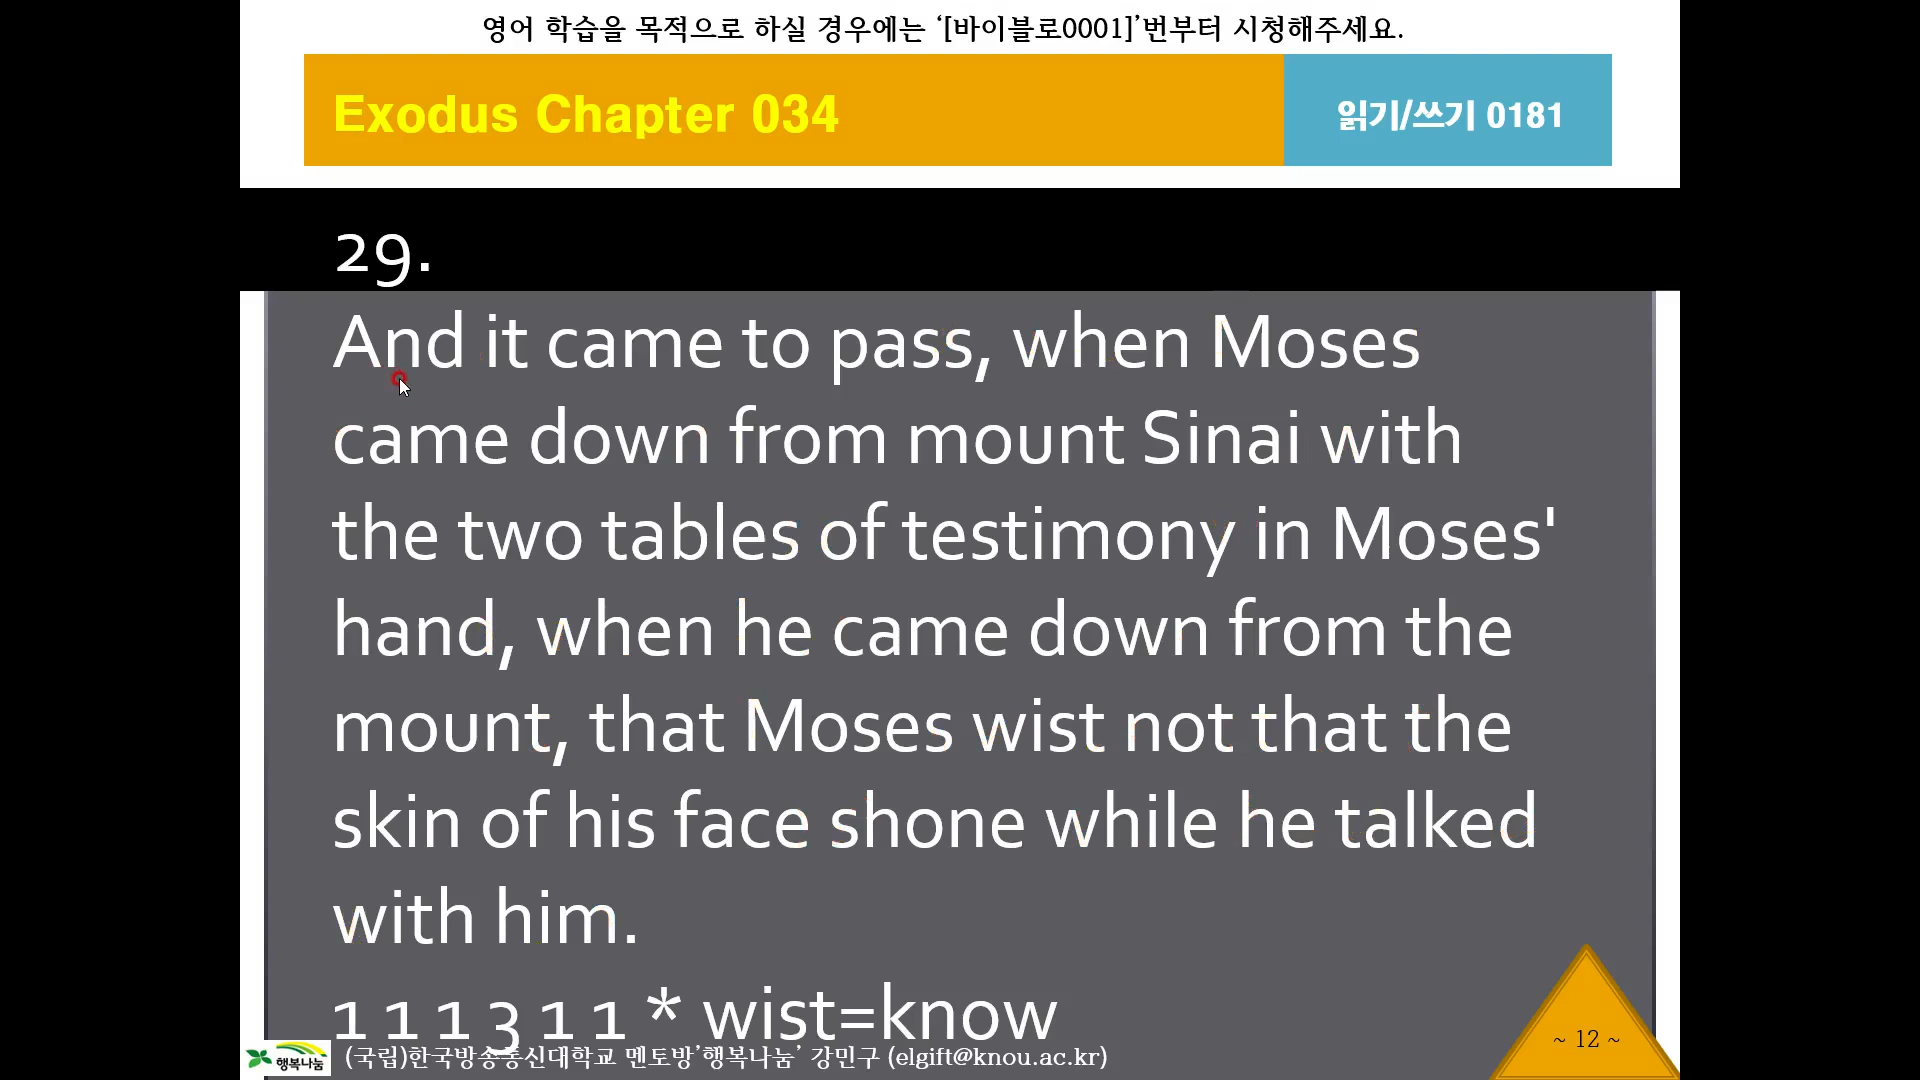 영어 학습을 목적으로 하실 경우에는 ‘[바이블로0001]’번부터 시청해주세요.
Exodus Chapter 034
읽기/쓰기 0181
29.
And it came to pass, when Moses
came down from mount Sinai with
the two tables of testimony in Moses'
hand, when he came down from the
mount, that Moses wist not that the
skin of his face shone while he talked
with him.
1 1 1 3 1 1 * wist=know
행복나눔
(국립)한국방송통신대학교 멘토방’행복나눔’ 강민구 (elgift@knou.ac.kr)
~ 12 ~